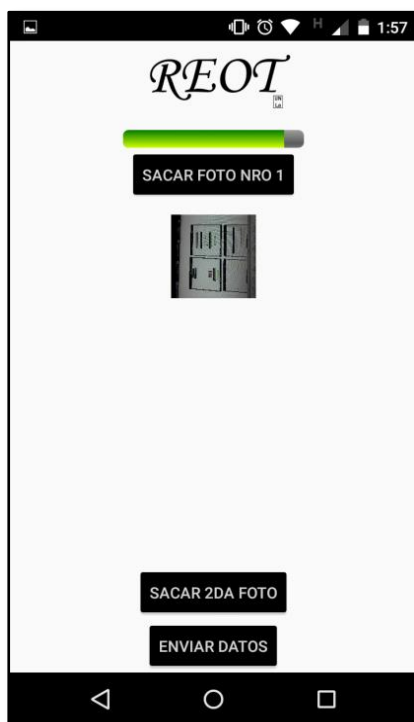 H 1:57
REOT
SACAR FOTO NRO 1
SACAR 2DA FOTO
ENVIAR DATOS